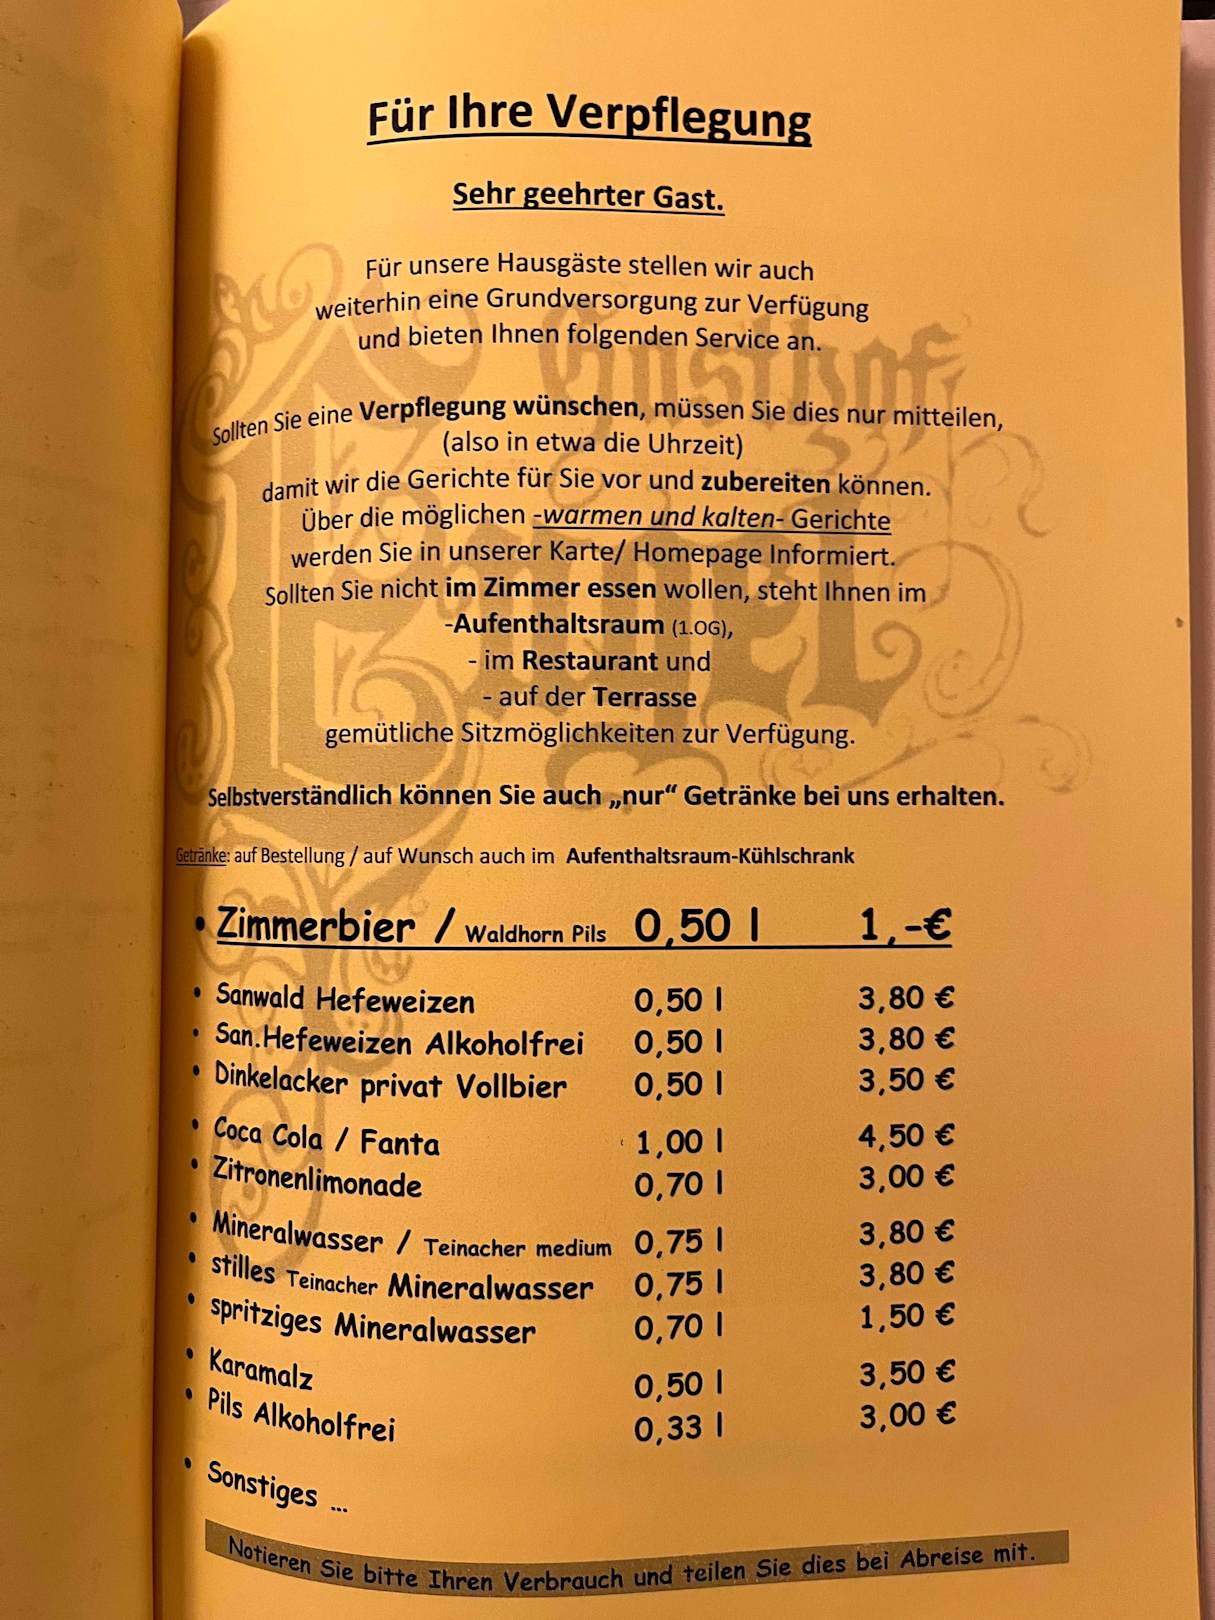 Für Ihre Verpflegung
Sehr geehrter Gast.
Für unsere Hausgäste stellen wir auch
weiterhin eine Grundversorgung zur Verfügung
und bieten Ihnen folgenden Service an.
Gasthof
Engel
Sollten Sie eine Verpflegung wünschen, müssen Sie dies nur mitteilen,
(also in etwa die Uhrzeit)
damit wir die Gerichte für Sie vor und zubereiten können.
Über die möglichen -warmen und kalten- Gerichte
werden Sie in unserer Karte/ Homepage Informiert.
Sollten Sie nicht im Zimmer essen wollen, steht Ihnen im
-Aufenthaltsraum (1.OG),
- im Restaurant und
- auf der Terrasse
gemütliche Sitzmöglichkeiten zur Verfügung.
Selbstverständlich können Sie auch „nur“ Getränke bei uns erhalten.
Getränke: auf Bestellung / auf Wunsch auch im Aufenthaltsraum-Kühlschrank
• Zimmerbier / Waldhorn Pils 0,50 l 1,-€
• Sanwald Hefeweizen 0,50 l 3,80 €
• San.Hefeweizen Alkoholfrei 0,50 l 3,80 €
• Dinkelacker privat Vollbier 0,50 l 3,50 €
• Coca Cola / Fanta 1,00 l 4,50 €
• Zitronenlimonade 0,70 l 3,00 €
• Mineralwasser / Teinacher medium 0,75 l 3,80 €
• stilles Teinacher Mineralwasser 0,75 l 3,80 €
• spritziges Mineralwasser 0,70 l 1,50 €
• Karamalz 0,50 l 3,50 €
• Pils Alkoholfrei 0,33 l 3,00 €
• Sonstiges ...
Notieren Sie bitte Ihren Verbrauch und teilen Sie dies bei Abreise mit.